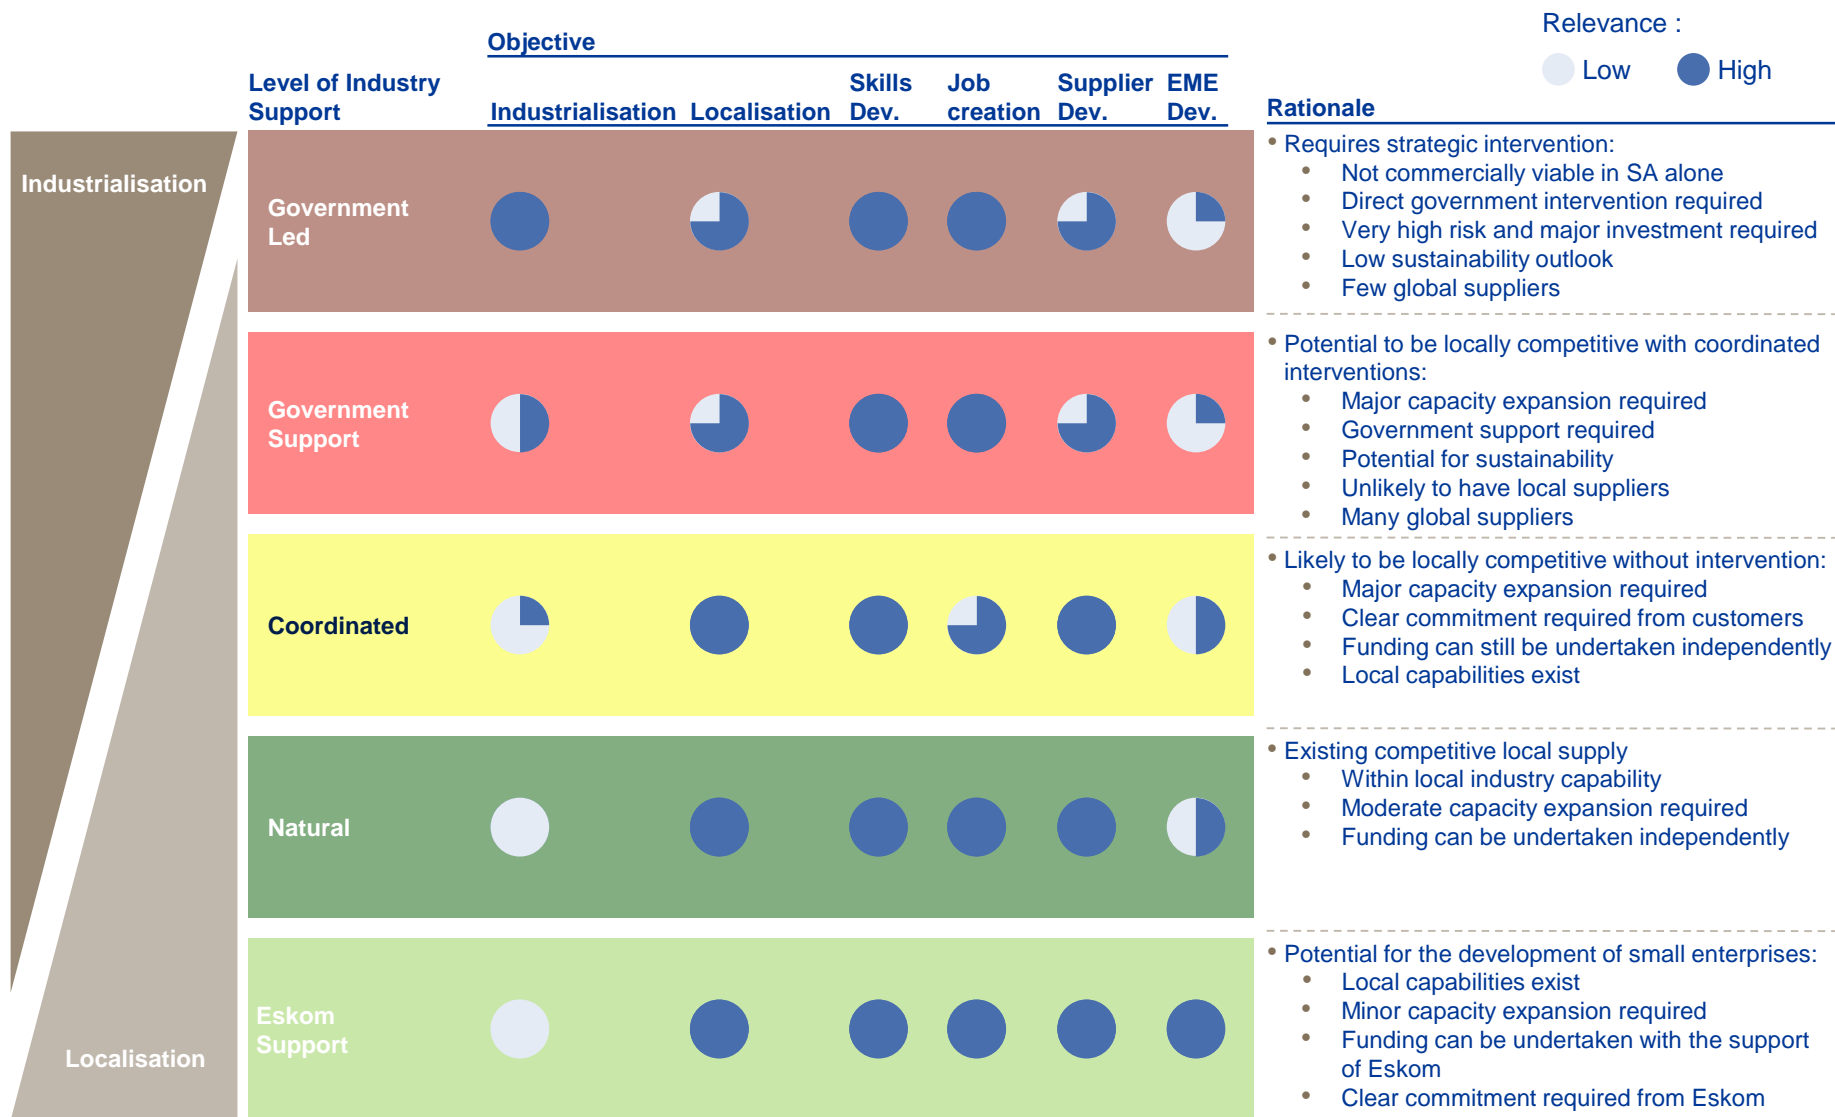 Relevance :
Low
High
Objective
Level of Industry
Support
Industrialisation
Localisation
Skills
Dev.
Job
creation
Supplier
Dev.
EME
Dev.
Rationale
Industrialisation
Localisation
Government
Led
• Requires strategic intervention:
• Not commercially viable in SA alone
• Direct government intervention required
• Very high risk and major investment required
• Low sustainability outlook
• Few global suppliers
Government
Support
• Potential to be locally competitive with coordinated
interventions:
• Major capacity expansion required
• Government support required
• Potential for sustainability
• Unlikely to have local suppliers
• Many global suppliers
Coordinated
• Likely to be locally competitive without intervention:
• Major capacity expansion required
• Clear commitment required from customers
• Funding can still be undertaken independently
• Local capabilities exist
Natural
• Existing competitive local supply
• Within local industry capability
• Moderate capacity expansion required
• Funding can be undertaken independently
Eskom
Support
• Potential for the development of small enterprises:
• Local capabilities exist
• Minor capacity expansion required
• Funding can be undertaken with the support
of Eskom
• Clear commitment required from Eskom